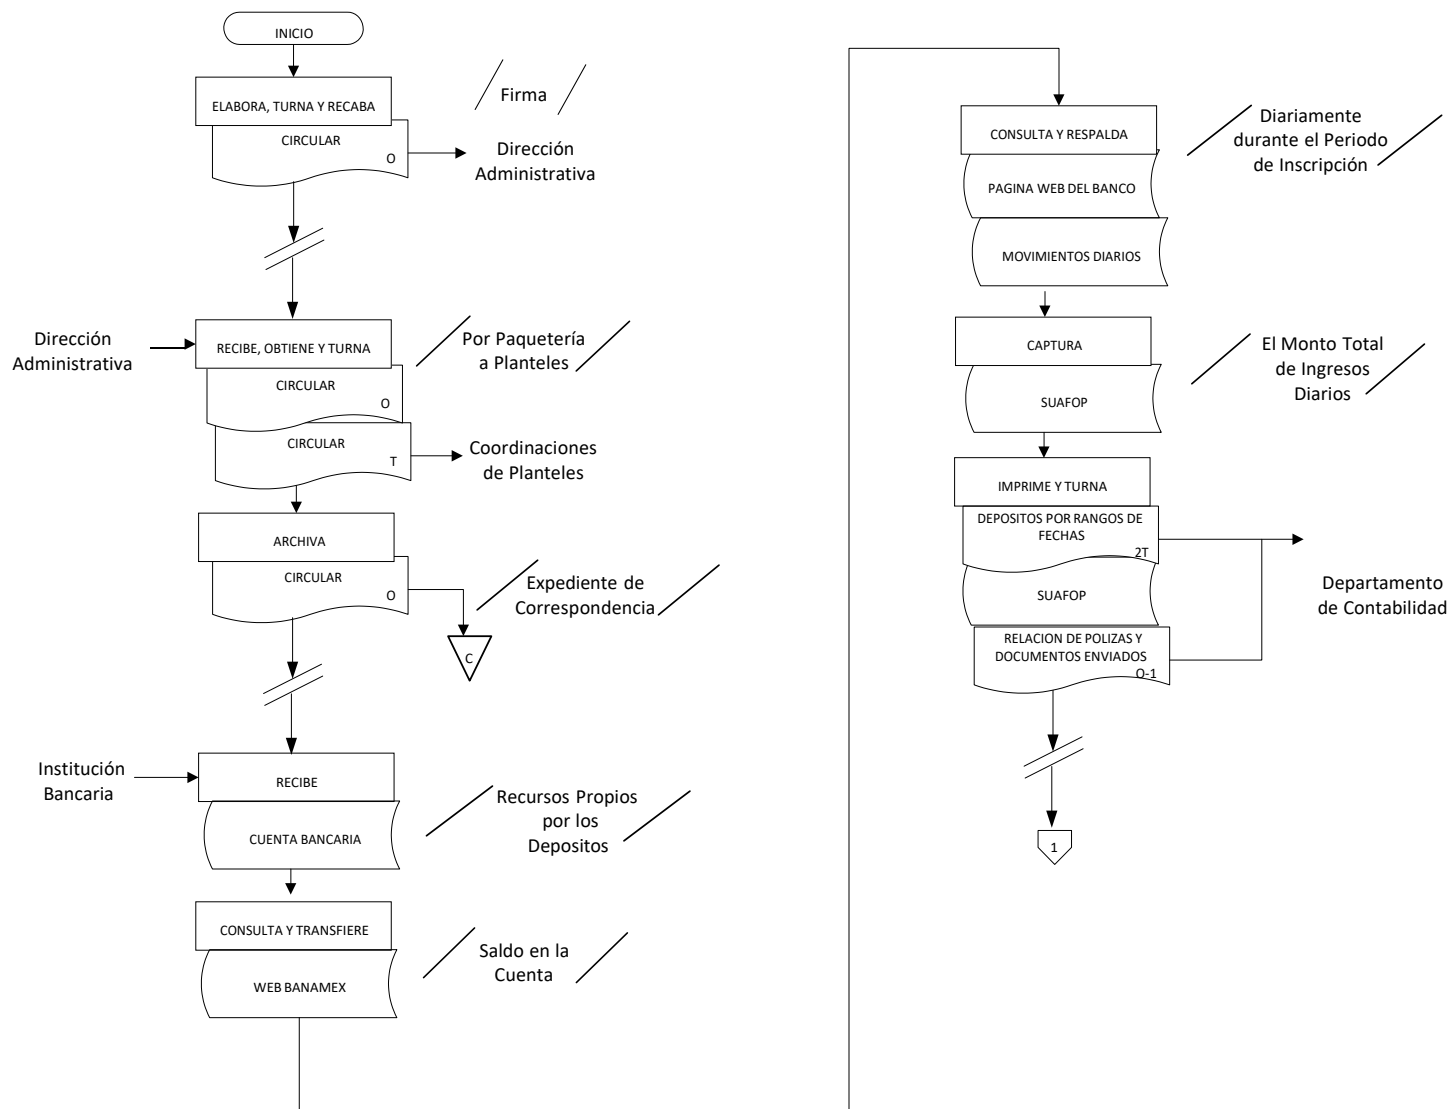 INICIO
ELABORA, TURNA Y RECABA
Firma
CIRCULAR
O
Dirección
Administrativa
Dirección
Administrativa
RECIBE, OBTIENE Y TURNA
Por Paquetería
a Planteles
CIRCULAR
O
CIRCULAR
T
Coordinaciones
de Planteles
ARCHIVA
CIRCULAR
O
Expediente de
Correspondencia
C
Institución
Bancaria
RECIBE
CUENTA BANCARIA
Recursos Propios
por los
Depositos
CONSULTA Y TRANSFIERE
WEB BANAMEX
Saldo en la
Cuenta
CONSULTA Y RESPALDA
Diariamente
durante el Periodo
de Inscripción
PAGINA WEB DEL BANCO
MOVIMIENTOS DIARIOS
CAPTURA
SUAFOP
El Monto Total
de Ingresos
Diarios
IMPRIME Y TURNA
DEPOSITOS POR RANGOS DE
FECHAS
2T
SUAFOP
RELACION DE POLIZAS Y
DOCUMENTOS ENVIADOS
O-1
Departamento
de Contabilidad
1